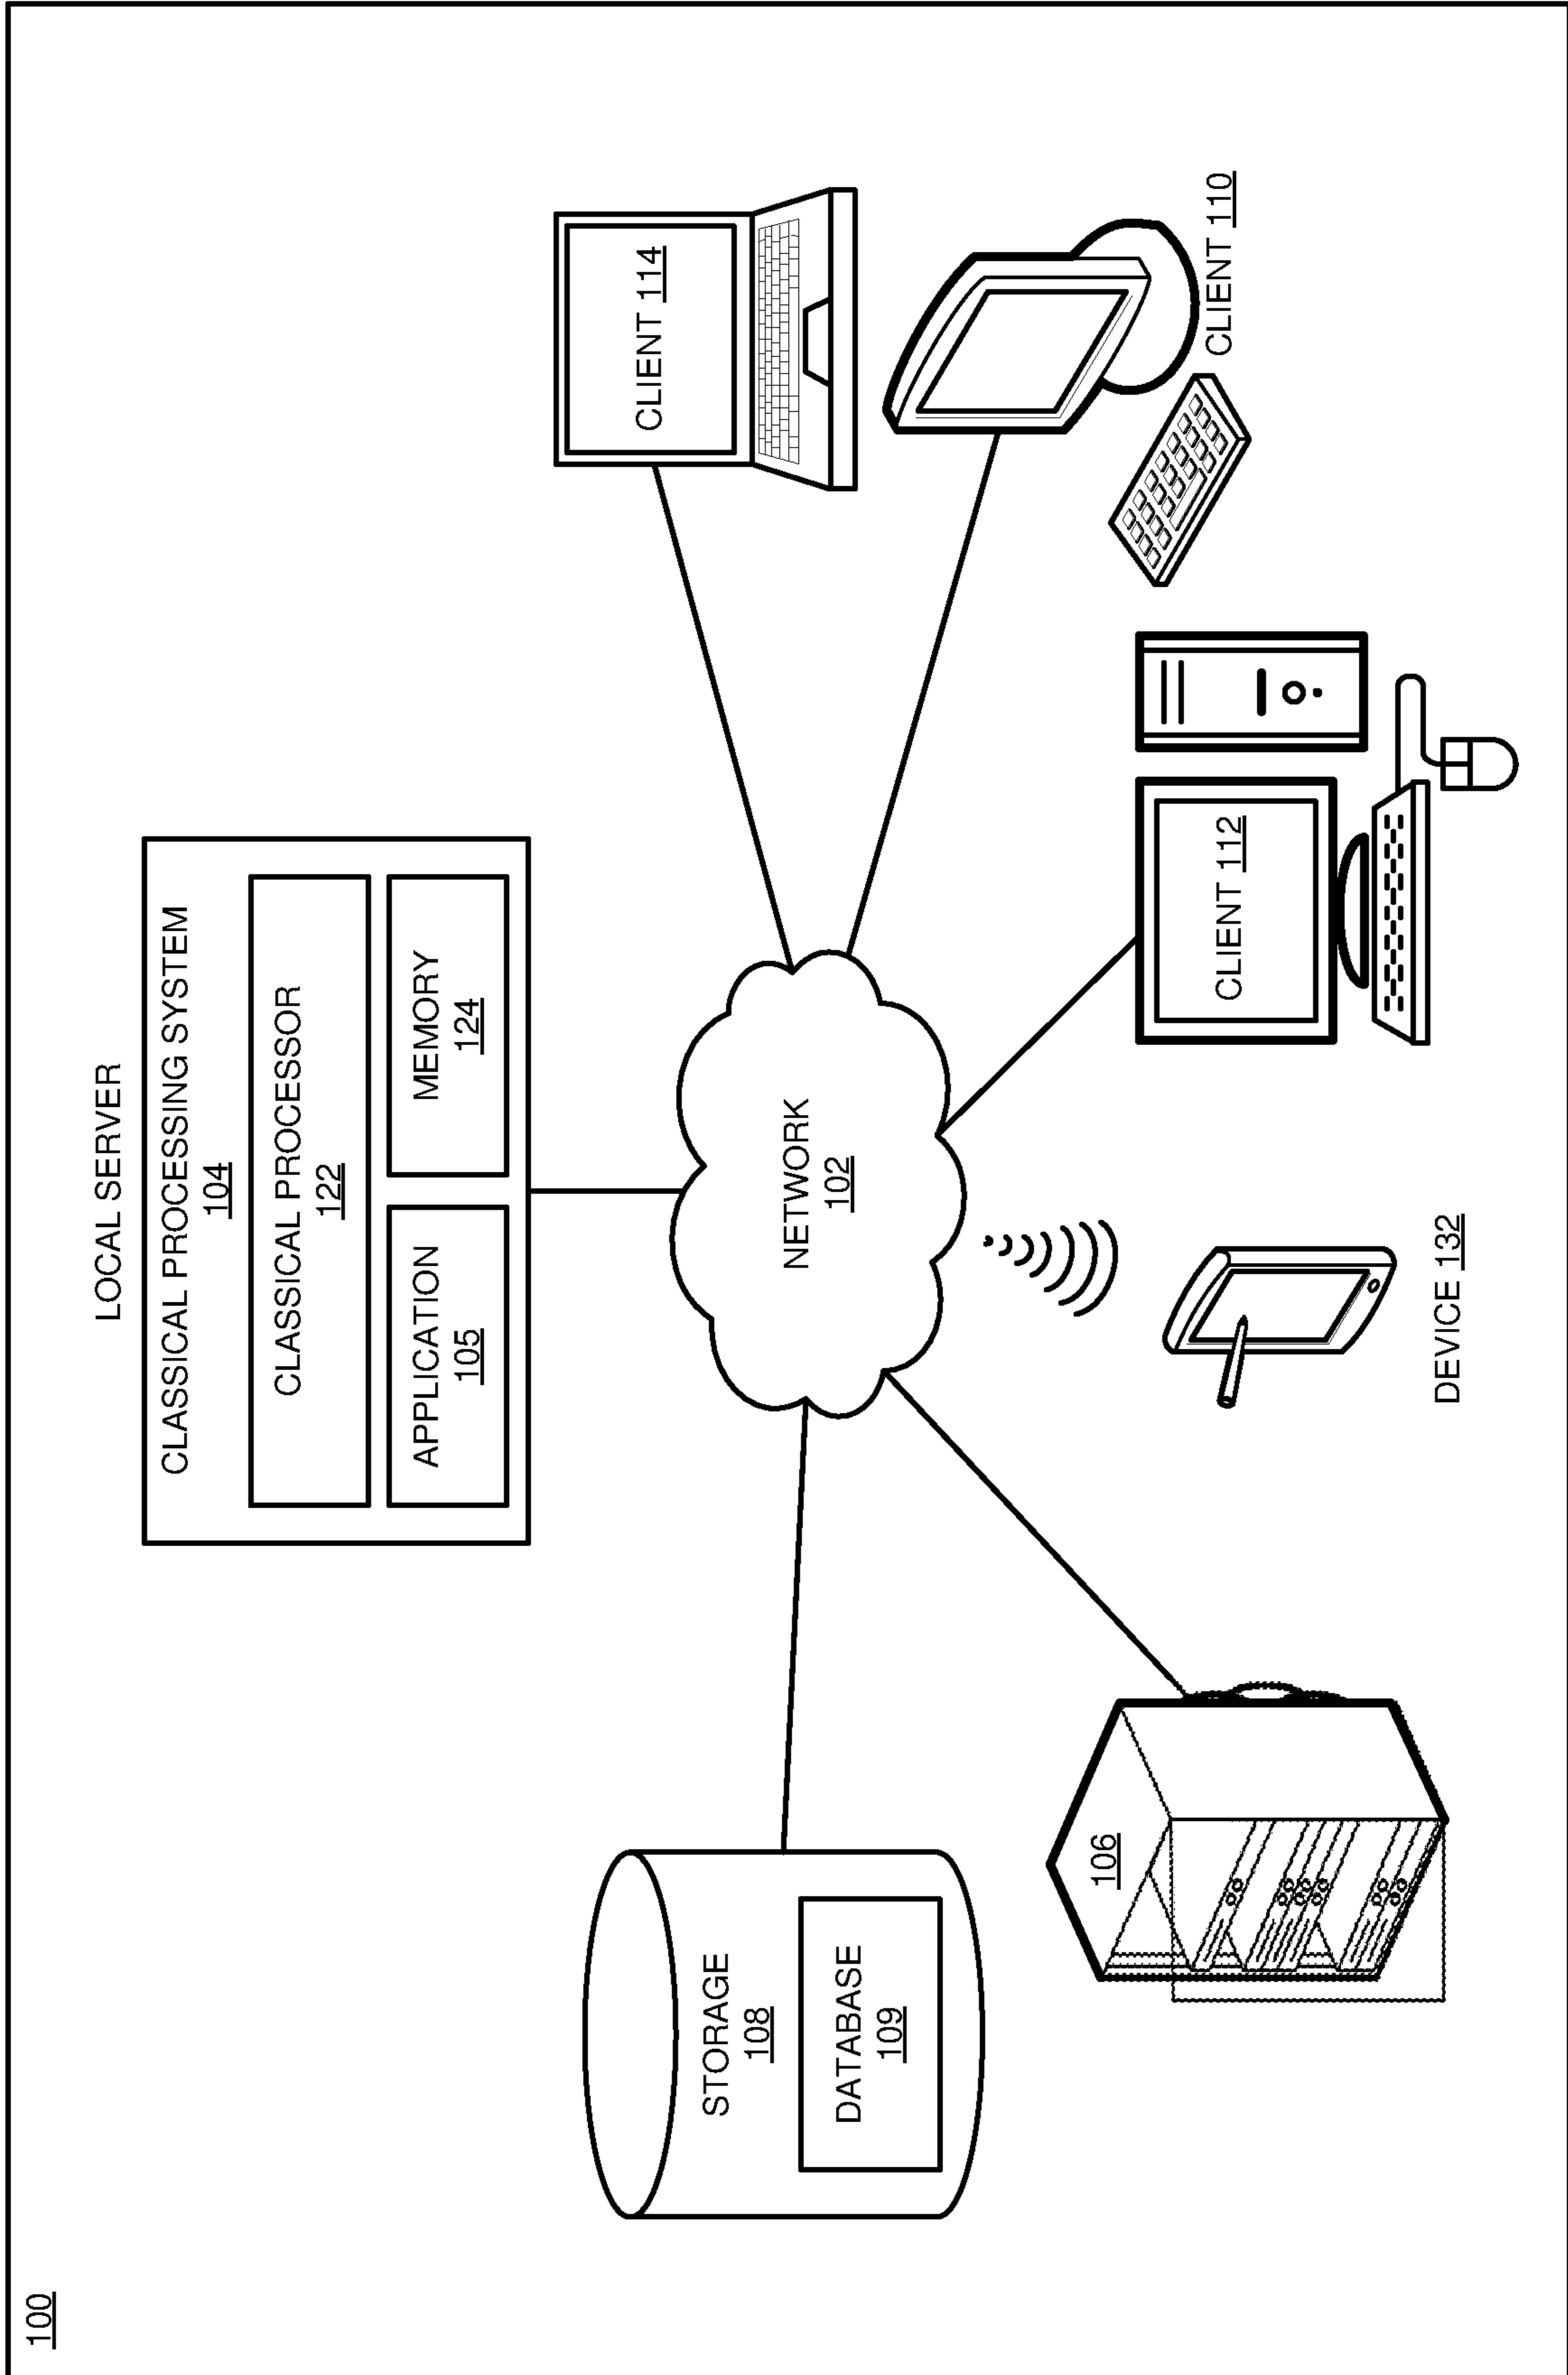 100
LOCAL SERVER
CLASSICAL PROCESSING SYSTEM
104
CLASSICAL PROCESSOR
122
APPLICATION
105
MEMORY
124
STORAGE
108
DATABASE
109
NETWORK
102
CLIENT 114
CLIENT 110
CLIENT 112
DEVICE 132
106